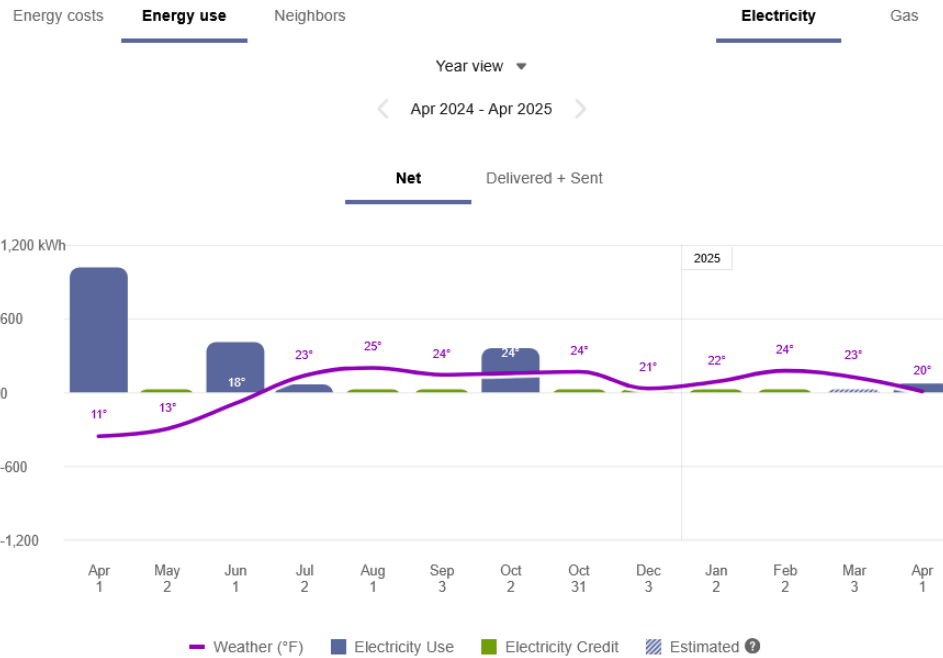 Energy costs Energy use Neighbors Electricity Gas
Year view
Apr 2024 - Apr 2025
Net Delivered + Sent
1,200 kWh
2025
600
24°
23° 25° 24° 24° 21° 22° 24° 23° 20°
18°
0
11° 13°
-600
-1,200
Apr May Jun Jul Aug Sep Oct Oct Dec Jan Feb Mar Apr
1 2 1 2 1 3 2 31 3 2 2 3 1
Weather (°F) Electricity Use Electricity Credit Estimated ?